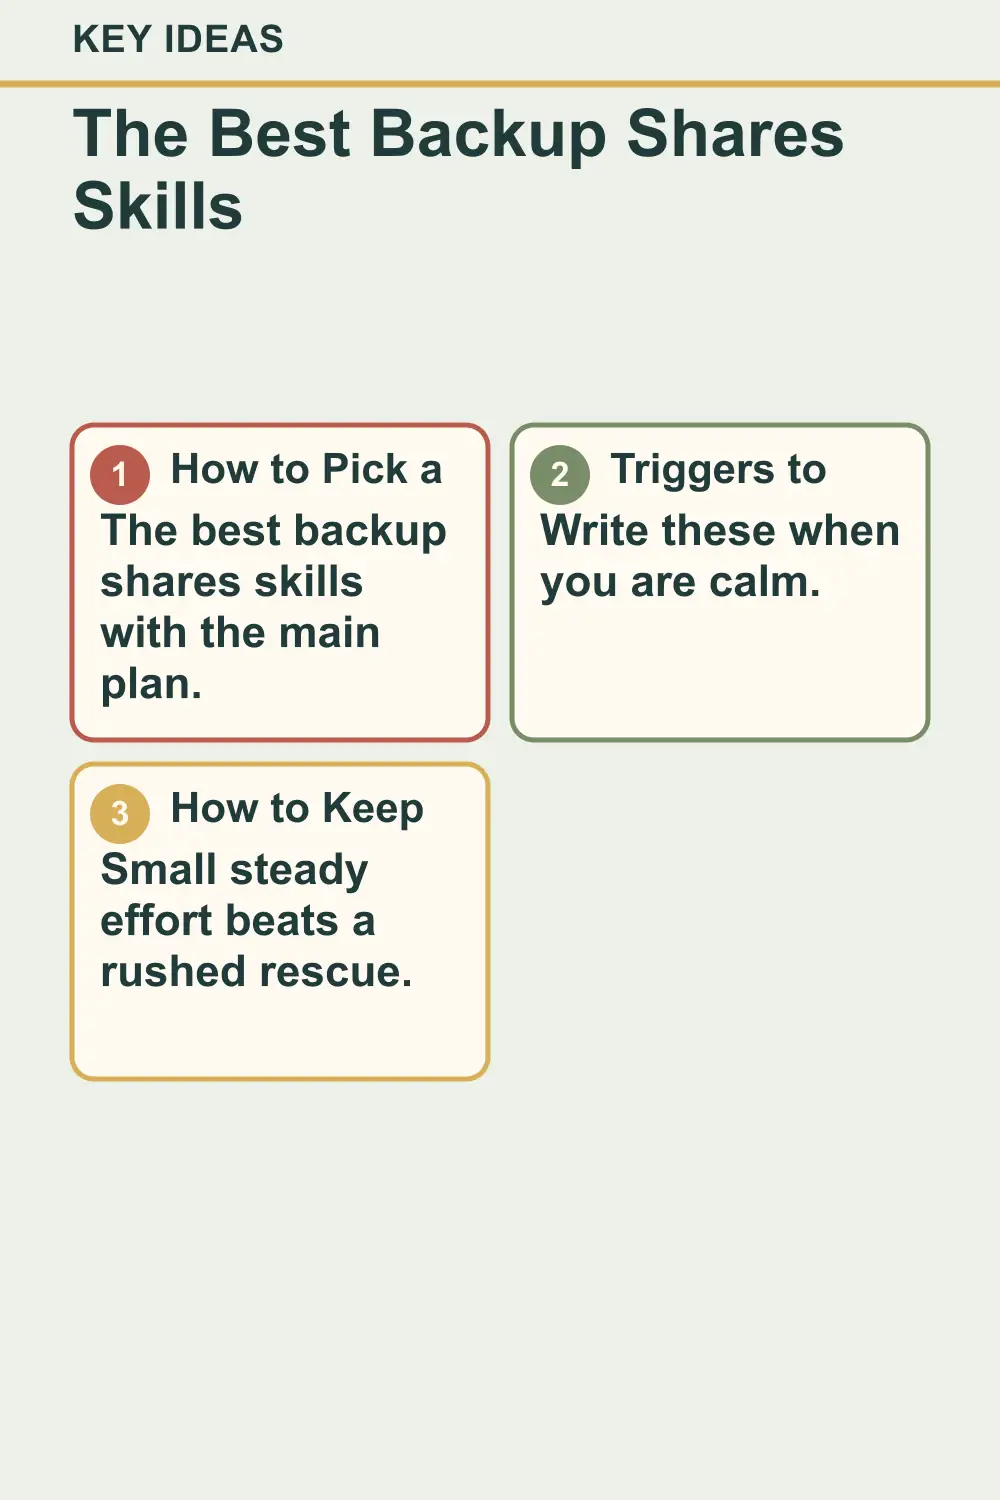 KEY IDEAS
The Best Backup Shares
Skills
1 How to Pick a
The best backup
shares skills
with the main
plan.
2 Triggers to
Write these when
you are calm.
3 How to Keep
Small steady
effort beats a
rushed rescue.